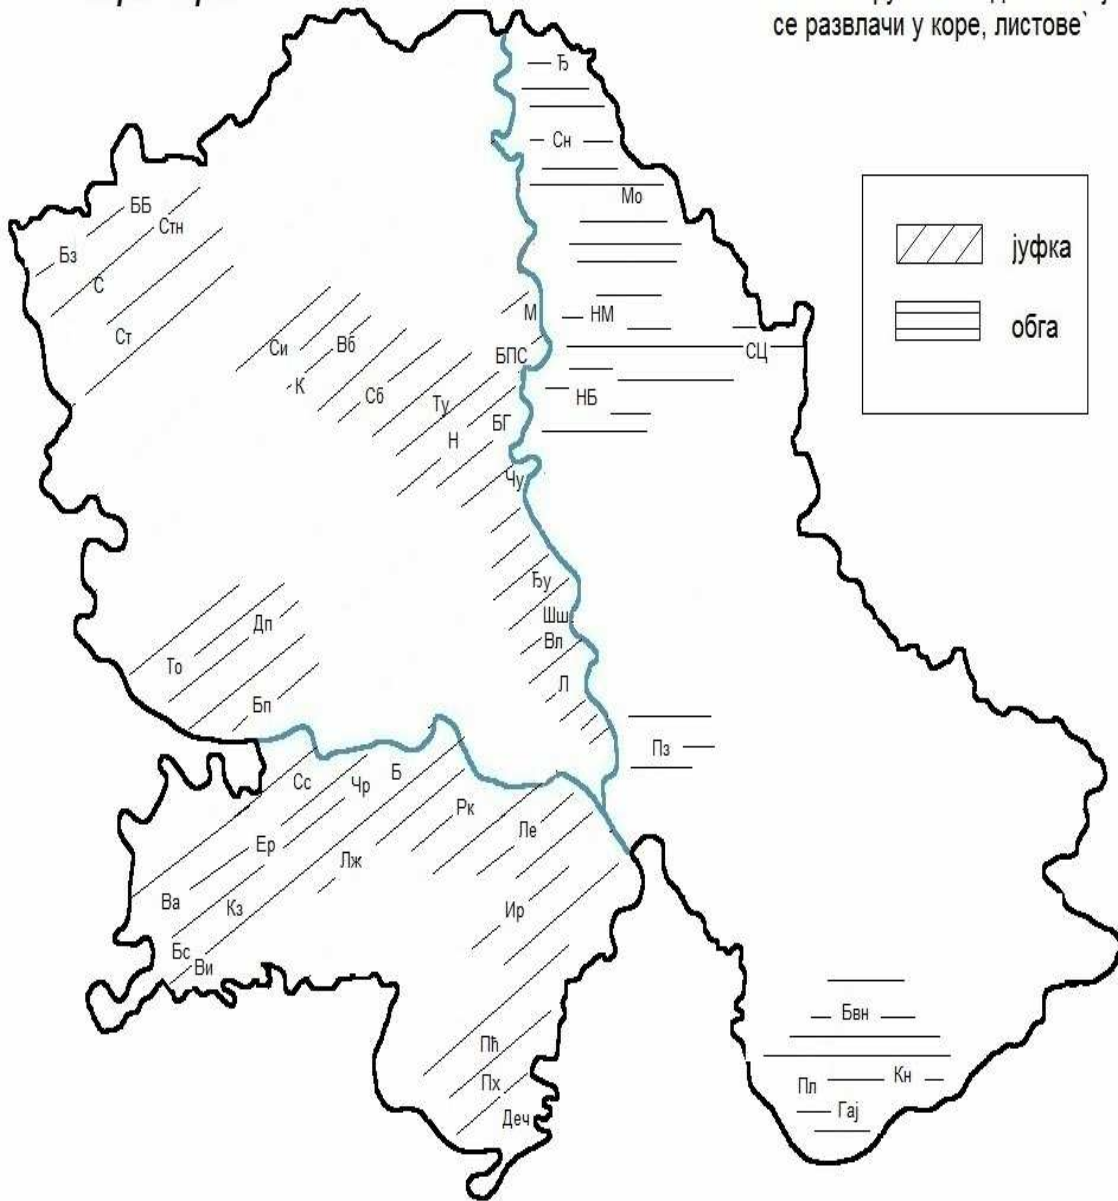 се развлачи у коре, листове`
Ђ
Сн
Мо
ББ
Стн
Бз
С
Ст
јуфка
обга
М
НМ
Си
Вб
БПС
СЦ
К
Сб
НБ
Ту
БГ
Н
Чу
Ђу
Шш
Вл
Дп
То
Л
Бп
Пз
Сс
Чр
Б
Рк
Ле
Ер
Лж
Ва
Кз
Ир
Бс
Ви
Бвн
Пћ
Пх
Пл
Кн
Гај
Деч